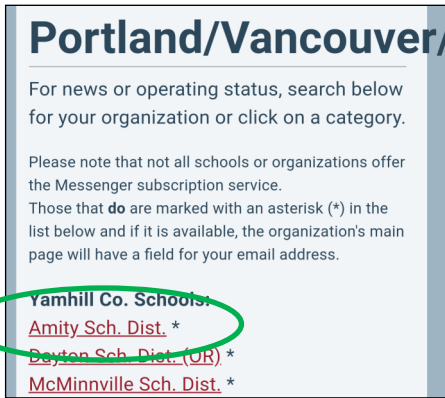 Portland/Vancouver/
For news or operating status, search below
for your organization or click on a category.
Please note that not all schools or organizations offer
the Messenger subscription service.
Those that do are marked with an asterisk (*) in the
list below and if it is available, the organization's main
page will have a field for your email address.
Yamhill Co. Schools:
Amity Sch. Dist. *
Dayton Sch. Dist. (OR) *
McMinnville Sch. Dist. *